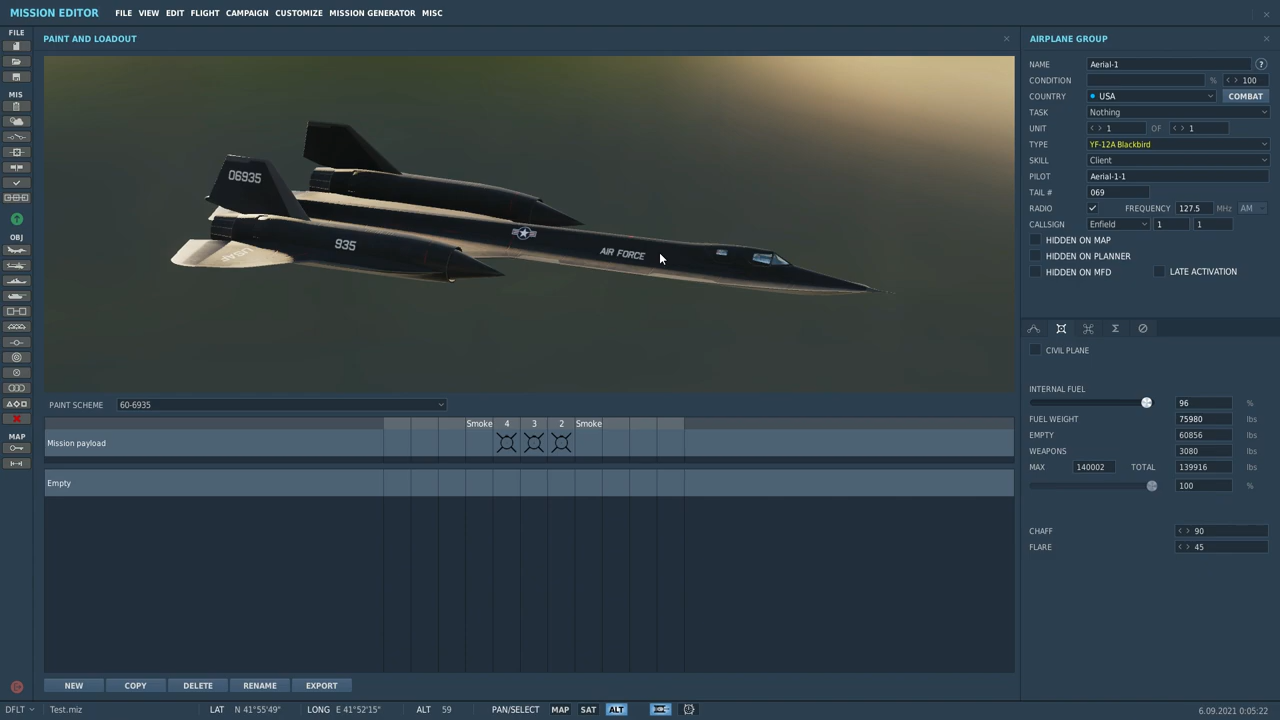 MISSION EDITOR FILE VIEW EDIT FLIGHT CAMPAIGN CUSTOMIZE MISSION GENERATOR MISC
FILE
PAINT AND LOADOUT
MIS
OBJ
MAP
06935
935
USAF
AIR FORCE
PAINT SCHEME 60-6935
Smoke 4 3 2 Smoke
Mission payload
Empty
NEW COPY DELETE RENAME EXPORT
AIRPLANE GROUP
NAME Aerial-1 ?
CONDITION % < > 100
COUNTRY USA COMBAT
TASK Nothing
UNIT < > 1 OF < > 1
TYPE YF-12A Blackbird
SKILL Client
PILOT Aerial-1-1
TAIL # 069
RADIO FREQUENCY 127.5 MHz AM
CALLSIGN Enfield 1 1
HIDDEN ON MAP
HIDDEN ON PLANNER
HIDDEN ON MFD LATE ACTIVATION
CIVIL PLANE
INTERNAL FUEL
96 %
FUEL WEIGHT 75980 lbs
EMPTY 60856 lbs
WEAPONS 3080 lbs
MAX 140002 TOTAL 139916 lbs
100 %
CHAFF < > 90
FLARE < > 45
DFLT Test.miz LAT N 41°55'49" LONG E 41°52'15" ALT 59 PAN/SELECT MAP SAT ALT 6.09.2021 0:05:22